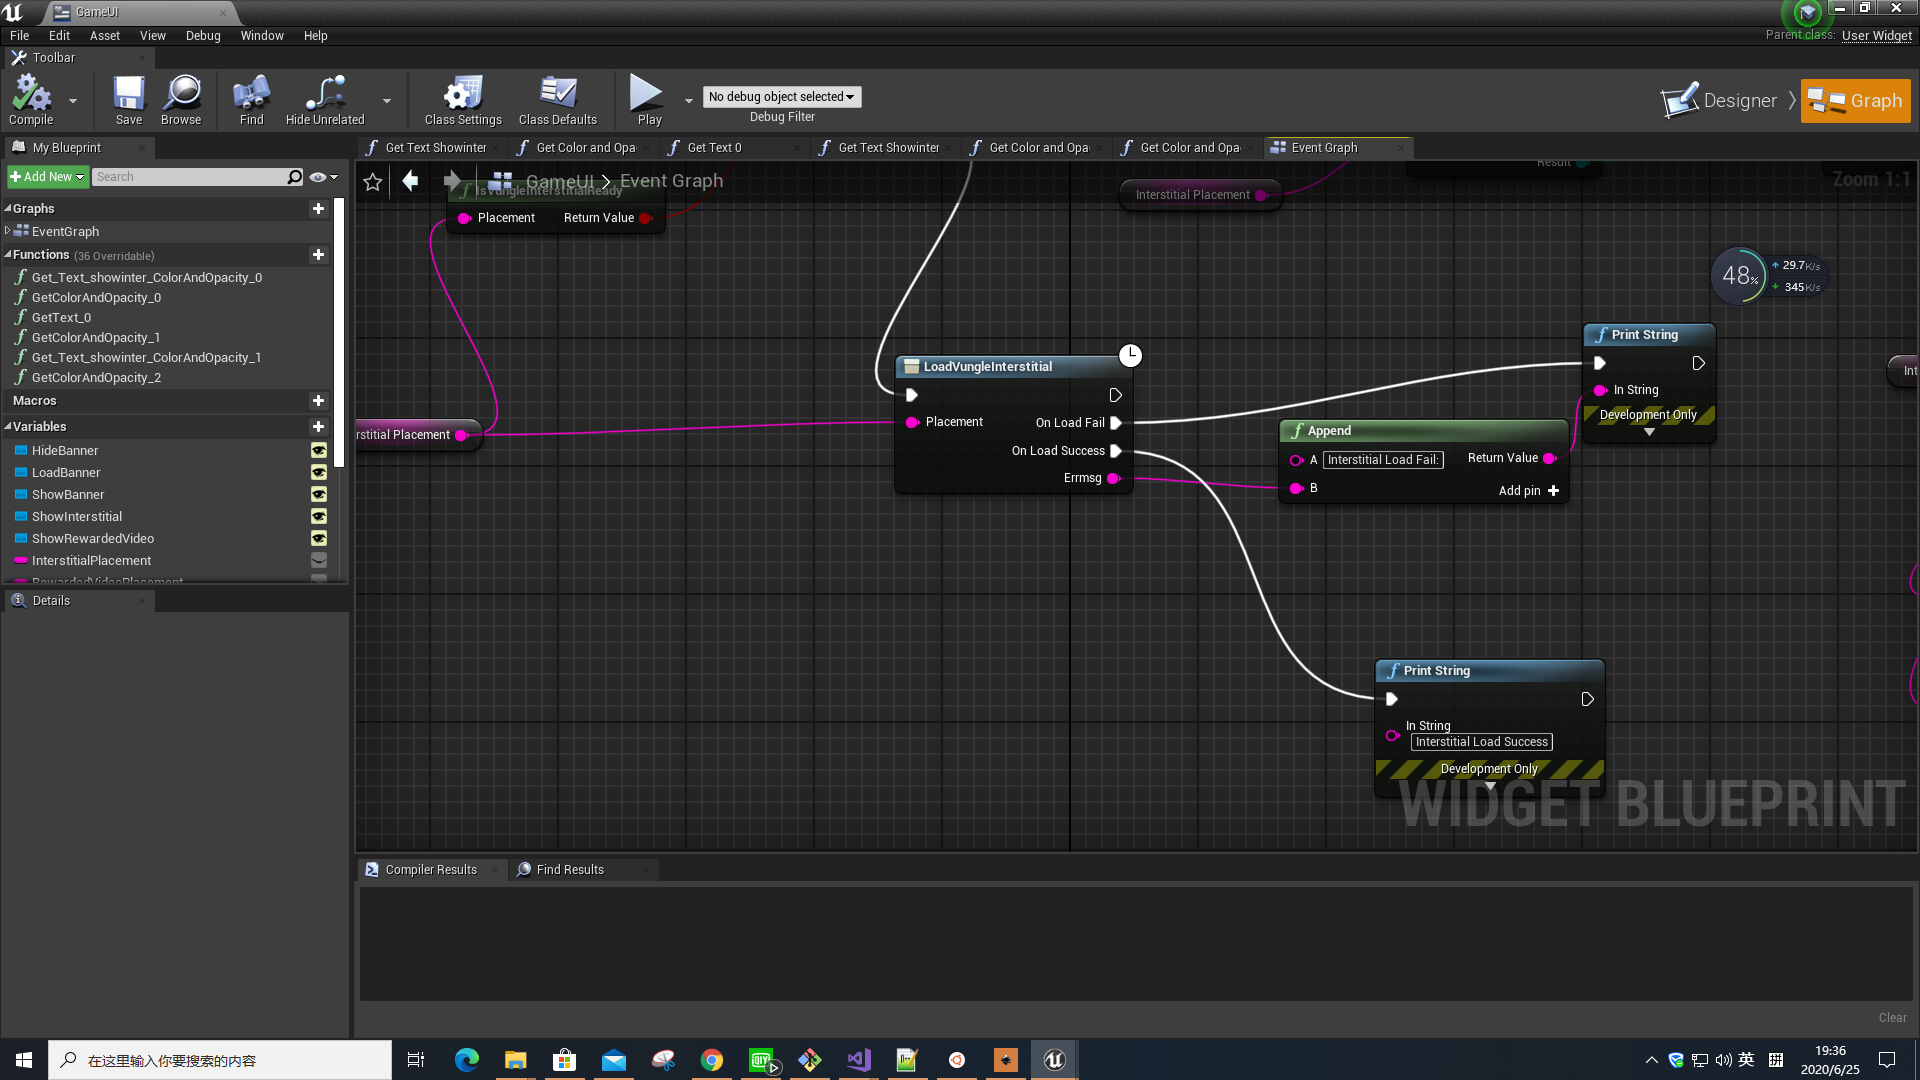 GameUI
File Edit Asset View Debug Window Help
Parent class: User Widget
Toolbar
Compile
Save
Browse
Find
Hide Unrelated
Class Settings
Class Defaults
Play
No debug object selected
Debug Filter
Designer
Graph
My Blueprint
Get Text Showinter
Get Color and Opa
Get Text 0
Get Text Showinter
Get Color and Opa
Get Color and Opa
Event Graph
Add New
Search
GameUI > Event Graph
Zoom 1:1
Graphs
EventGraph
Functions (36 Overridable)
Get_Text_showinter_ColorAndOpacity_0
GetColorAndOpacity_0
GetText_0
GetColorAndOpacity_1
Get_Text_showinter_ColorAndOpacity_1
GetColorAndOpacity_2
Macros
Variables
HideBanner
LoadBanner
ShowBanner
ShowInterstitial
ShowRewardedVideo
InterstitialPlacement
RewardedVideoPlacement
Details
IsVungleInterstitialReady
Placement Return Value
Interstitial Placement
Result
48%
29.7K/s
345K/s
rstitial Placement
LoadVungleInterstitial
Placement
On Load Fail
On Load Success
Errmsg
Append
A Interstitial Load Fail:
Return Value
B
Add pin
Print String
In String
Development Only
Int
Print String
In String
Interstitial Load Success
Development Only
WIDGET BLUEPRINT
Compiler Results
Find Results
Clear
在这里输入你要搜索的内容
QIY
英
19:36
2020/6/25